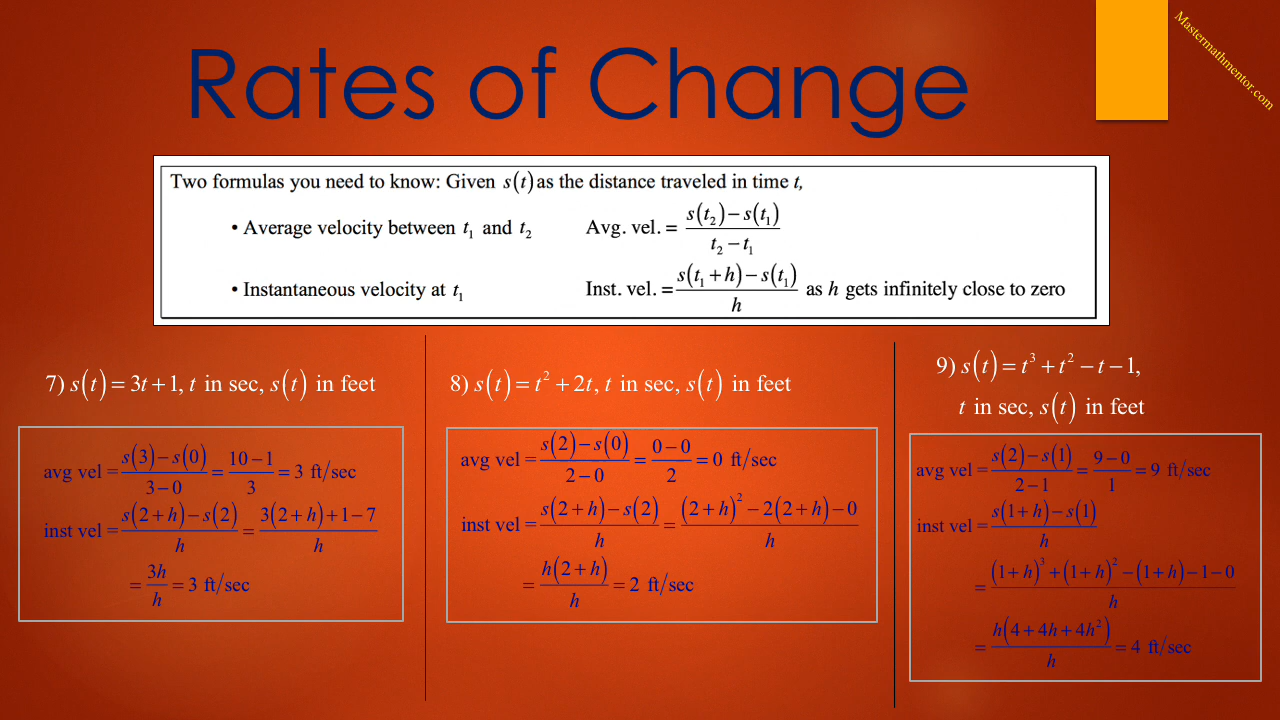 Rates of Change
Mastermathmentor.com
Two formulas you need to know: Given s(t) as the distance traveled in time t,
• Average velocity between t₁ and t₂ Avg. vel. = (s(t₂) − s(t₁))/(t₂ − t₁)
• Instantaneous velocity at t₁ Inst. vel. = (s(t₁ + h) − s(t₁))/h as h gets infinitely close to zero
7) s(t) = 3t + 1, t in sec, s(t) in feet
avg vel = (s(3) − s(0))/(3 − 0) = (10 − 1)/3 = 3 ft/sec
inst vel = (s(2 + h) − s(2))/h = (3(2 + h) + 1 − 7)/h
= 3h/h = 3 ft/sec
8) s(t) = t² + 2t, t in sec, s(t) in feet
avg vel = (s(2) − s(0))/(2 − 0) = (0 − 0)/2 = 0 ft/sec
inst vel = (s(2 + h) − s(2))/h = ((2 + h)² − 2(2 + h) − 0)/h
= h(2 + h)/h = 2 ft/sec
9) s(t) = t³ + t² − t − 1,
t in sec, s(t) in feet
avg vel = (s(2) − s(1))/(2 − 1) = (9 − 0)/1 = 9 ft/sec
inst vel = (s(1 + h) − s(1))/h
= ((1 + h)³ + (1 + h)² − (1 + h) − 1 − 0)/h
= h(4 + 4h + 4h²)/h = 4 ft/sec